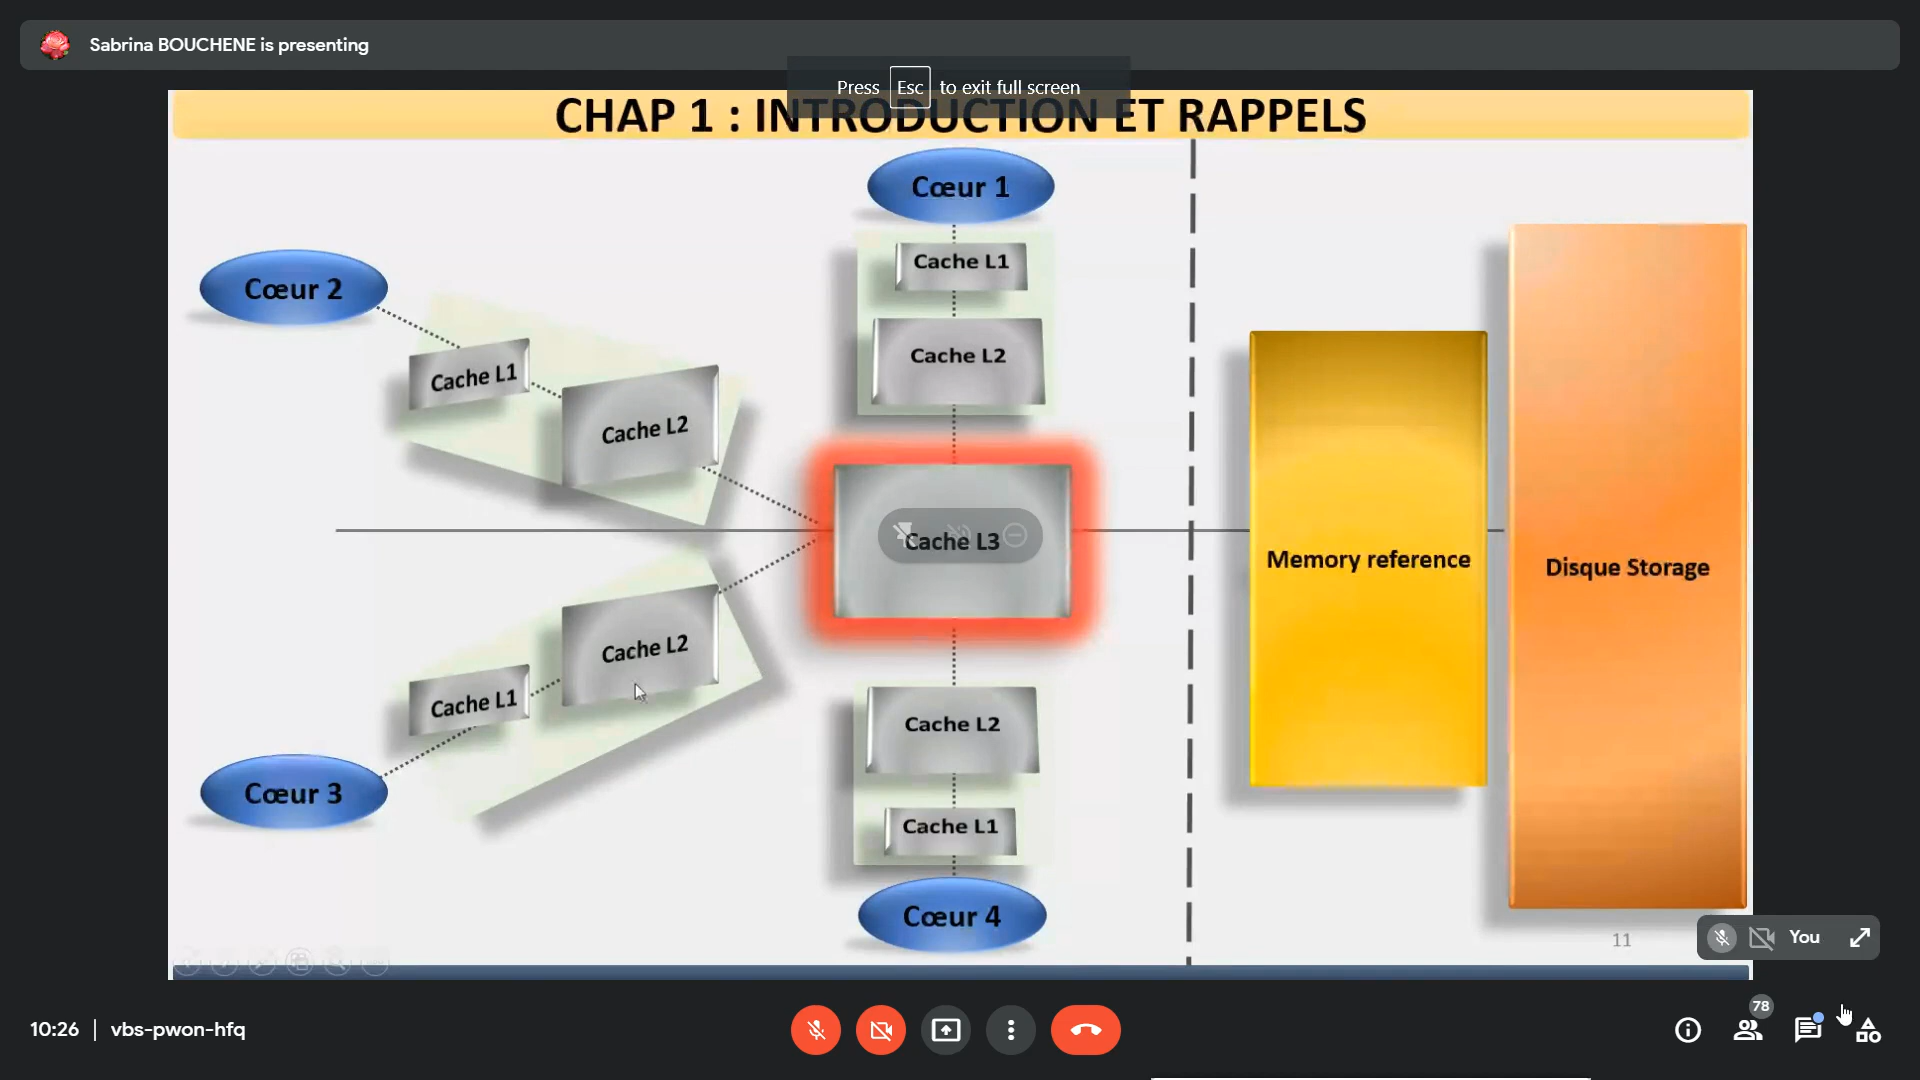 Sabrina BOUCHENE is presenting
Press Esc to exit full screen
CHAP 1 : INTRODUCTION ET RAPPELS
Cœur 1
Cache L1
Cœur 2
Cache L2
Cache L1
Cache L2
Cache L3
Memory reference
Disque Storage
Cache L2
Cache L1
Cache L2
Cœur 3
Cache L1
Cœur 4
11
You
78
10:26 | vbs-pwon-hfq